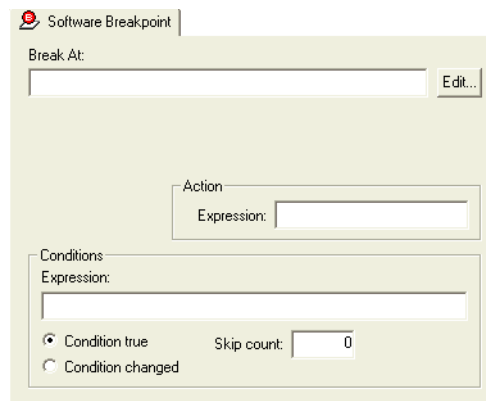 Software Breakpoint
Break At:
Edit...
Action
Expression:
Conditions
Expression:
Condition true
Skip count: 0
Condition changed